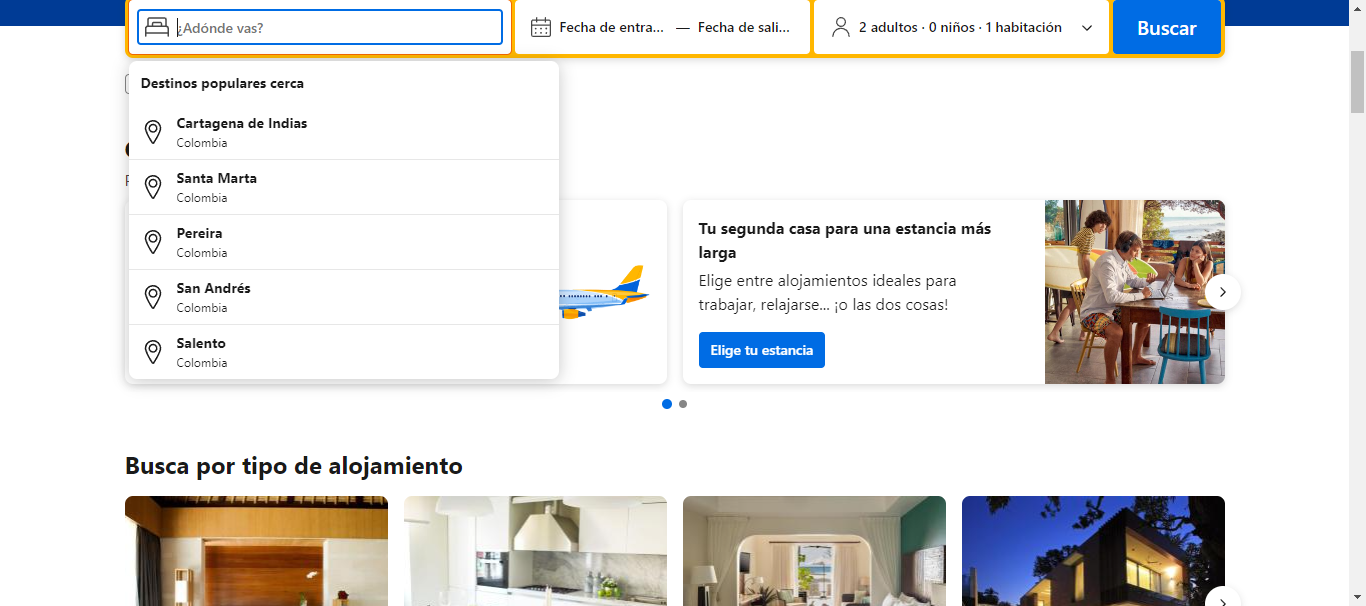 ¿Adónde vas?
Fecha de entra... — Fecha de sali...
2 adultos · 0 niños · 1 habitación
Buscar
Destinos populares cerca
Cartagena de Indias
Colombia
Santa Marta
Colombia
Pereira
Colombia
San Andrés
Colombia
Salento
Colombia
Tu segunda casa para una estancia más
larga
Elige entre alojamientos ideales para
trabajar, relajarse... ¡o las dos cosas!
Elige tu estancia
Busca por tipo de alojamiento